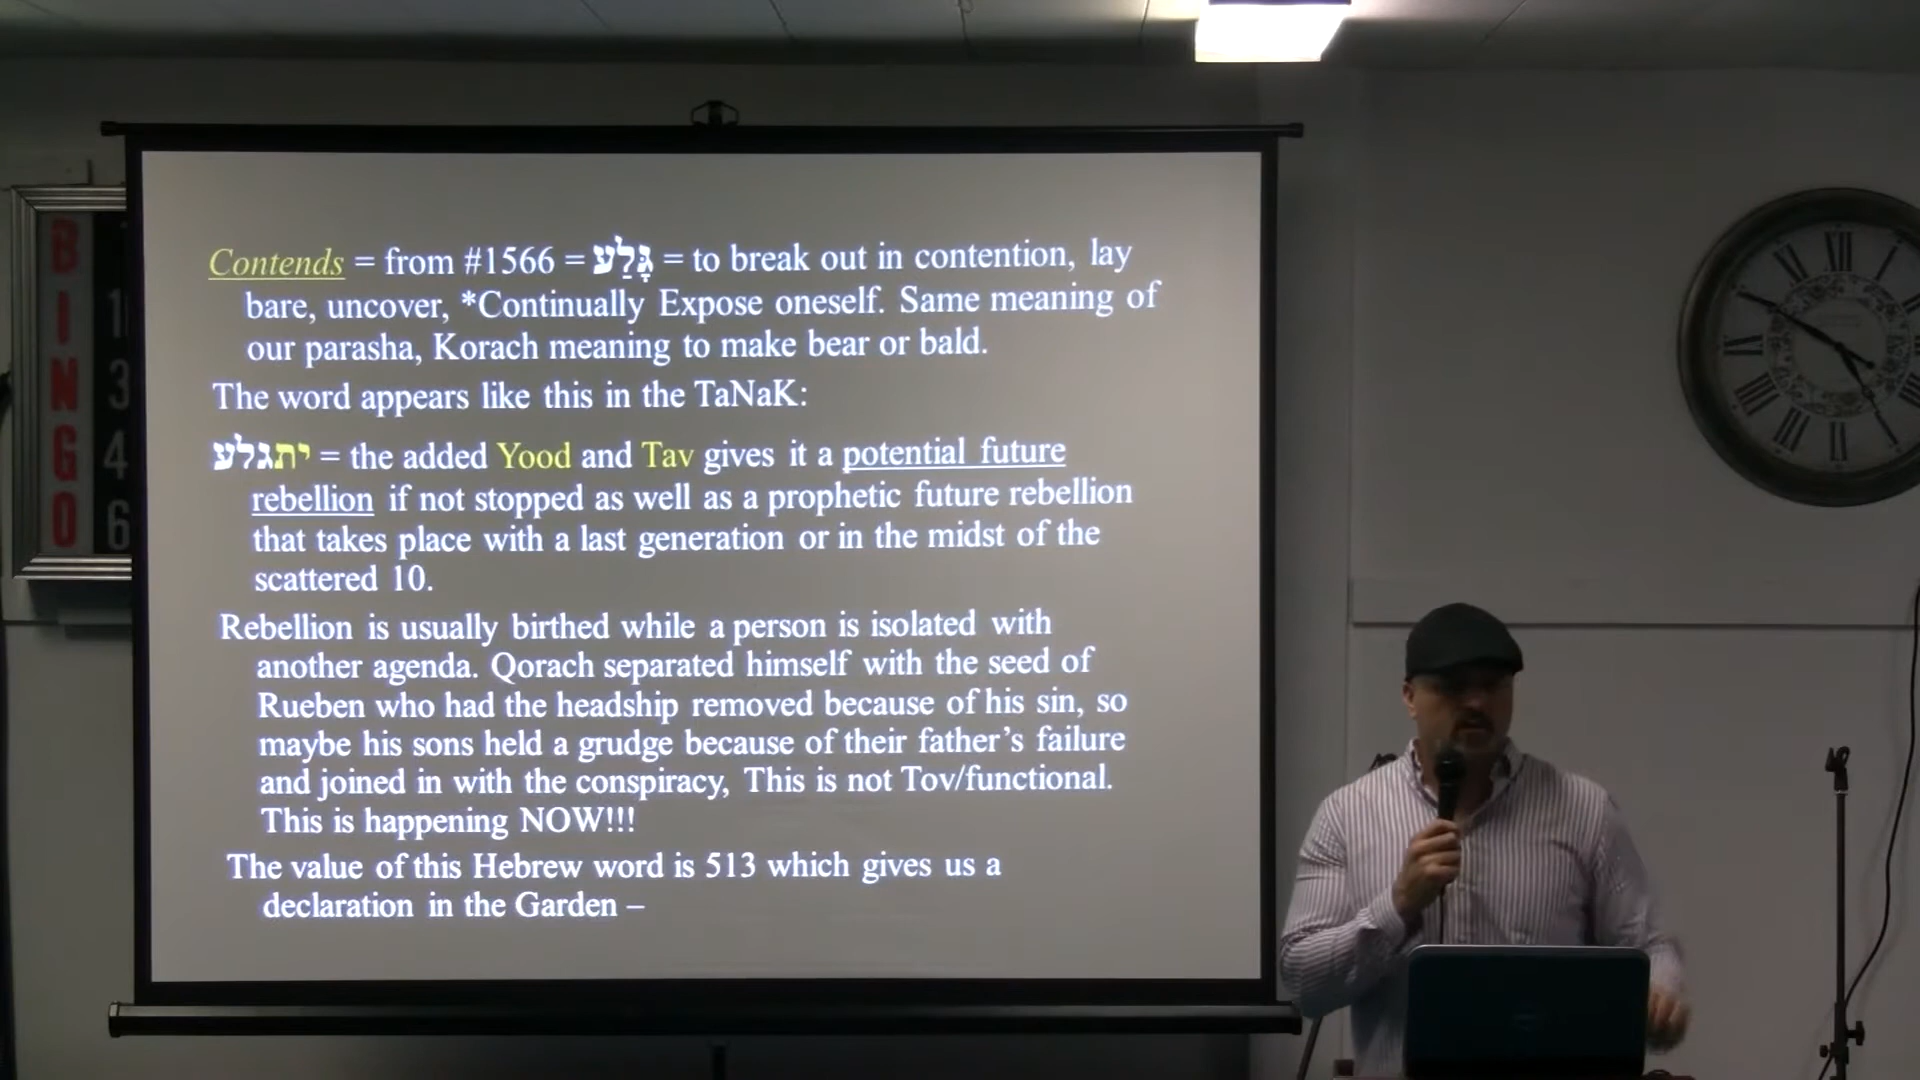 Contends = from #1566 = גָּלַע = to break out in contention, lay
bare, uncover, *Continually Expose oneself. Same meaning of
our parasha, Korach meaning to make bear or bald.
The word appears like this in the TaNaK:
יתגלע = the added Yood and Tav gives it a potential future
rebellion if not stopped as well as a prophetic future rebellion
that takes place with a last generation or in the midst of the
scattered 10.
Rebellion is usually birthed while a person is isolated with
another agenda. Qorach separated himself with the seed of
Rueben who had the headship removed because of his sin, so
maybe his sons held a grudge because of their father’s failure
and joined in with the conspiracy, This is not Tov/functional.
This is happening NOW!!!
The value of this Hebrew word is 513 which gives us a
declaration in the Garden –
B
I
N
G
O
3
4
6